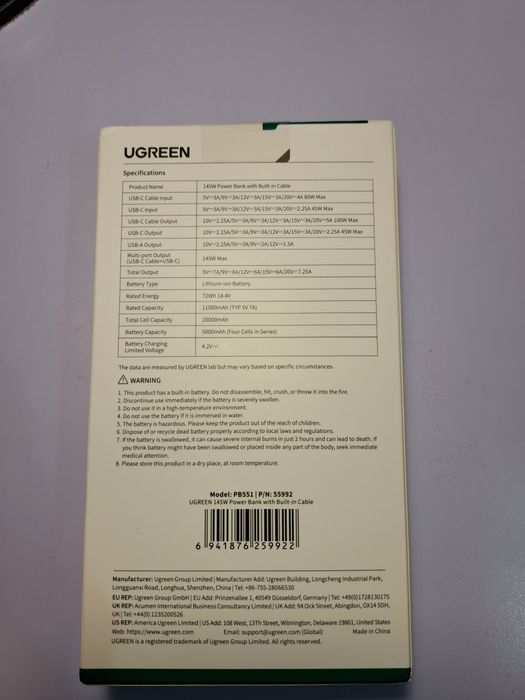 UGREEN
Specifications
Product Name 145W Power Bank with Built-in Cable
USB-C Cable Input 5V⎓3A/9V⎓3A/12V⎓3A/15V⎓3A/20V⎓4A 80W Max
USB-C Input 5V⎓3A/9V⎓3A/12V⎓3A/15V⎓3A/20V⎓2.25A 45W Max
USB-C Cable Output 10V⎓2.25A/5V⎓3A/9V⎓3A/12V⎓3A/15V⎓3A/20V⎓5A 100W Max
USB-C Output 10V⎓2.25A/5V⎓3A/9V⎓3A/12V⎓3A/15V⎓3A/20V⎓2.25A 45W Max
USB-A Output 10V⎓2.25A/5V⎓3A/9V⎓2A/12V⎓1.5A
Multi-port Output
(USB-C Cable+USB-C) 145W Max
Total Output 5V⎓7A/9V⎓6A/12V⎓6A/15V⎓6A/20V⎓7.25A
Battery Type Lithium-ion Battery
Rated Energy 72Wh 14.4V
Rated Capacity 11000mAh (TYP 5V 7A)
Total Cell Capacity 20000mAh
Battery Capacity 5000mAh (Four Cells in Series)
Battery Charging
Limited Voltage 4.2V⎓
The data are measured by UGREEN lab but may vary based on specific circumstances.
WARNING
1. This product has a built-in battery. Do not disassemble, hit, crush, or throw it into the fire.
2. Discontinue use immediately if the battery is severely swollen.
3. Do not use it in a high-temperature environment.
4. Do not use the battery if it is immersed in water.
5. The battery is hazardous. Please keep the product out of the reach of children.
6. Dispose of or recycle dead battery properly according to local laws and regulations.
7. If the battery is swallowed, it can cause severe internal burns in just 2 hours and can lead to death. If
you think battery might have been swallowed or placed inside any part of the body, seek immediate
medical attention.
8. Please store this product in a dry place, at room temperature.
Model: PB551 | P/N: 55992
UGREEN 145W Power Bank with Built-in Cable
6 941876 259922
Manufacturer: Ugreen Group Limited | Manufacturer Add: Ugreen Building, Longcheng Industrial Park,
Longguanxi Road, Longhua, Shenzhen, China | Tel: +86-755-28066530
EU REP: Ugreen Group GmbH | EU Add: Prinzenallee 7, 40549 Düsseldorf, Germany | Tel: +49(0)1728130175
UK REP: Acumen International Business Consultancy Limited | UK Add: 94 Ock Street, Abingdon, OX14 5DH,
UK | Tel: +44(0) 1235200526
US REP: America Ugreen Limited | US Add: 108 West, 13Th Street, Wilmington, Delaware 19801, United States
Web: https://www.ugreen.com Email: support@ugreen.com (Global) Made in China
UGREEN is a registered trademark of Ugreen Group Limited. All rights reserved.